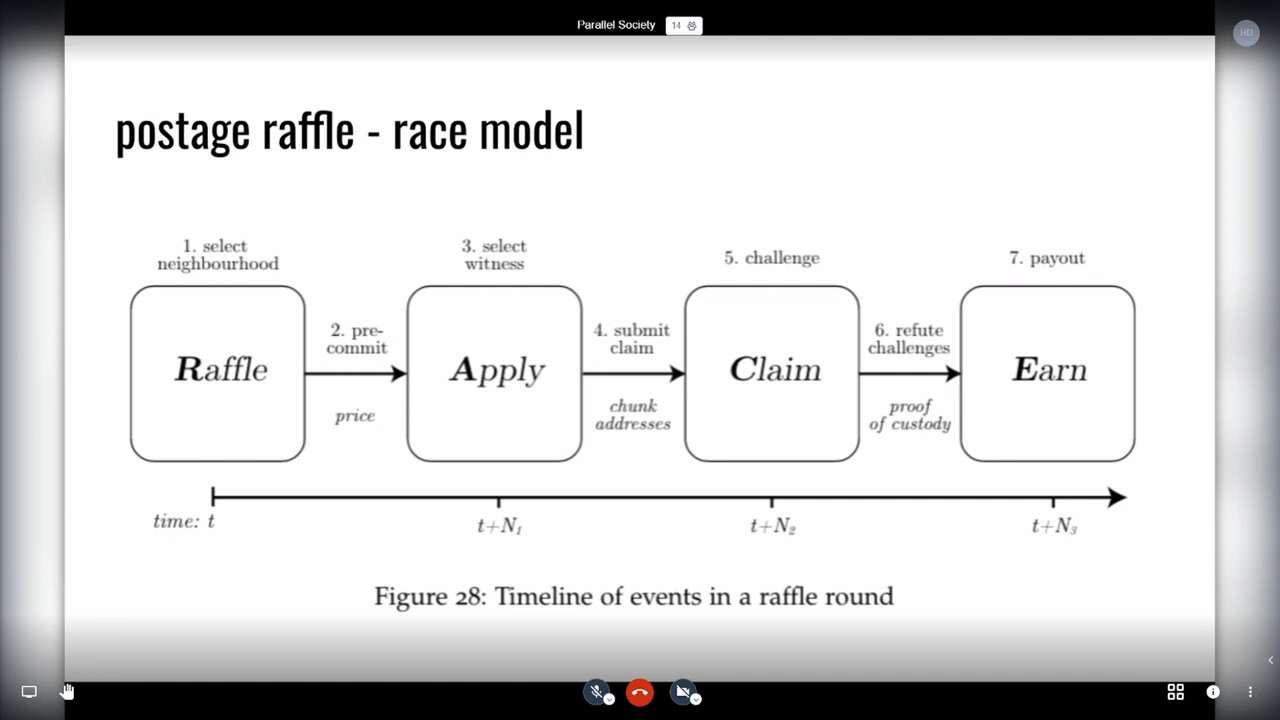 Parallel Society 14
HD
postage raffle - race model
1. select
neighbourhood
3. select
witness
5. challenge
7. payout
2. pre-
commit
4. submit
claim
6. refute
challenges
Raffle
Apply
Claim
Earn
price
chunk
addresses
proof
of custody
time: t
t+N₁
t+N₂
t+N₃
Figure 28: Timeline of events in a raffle round